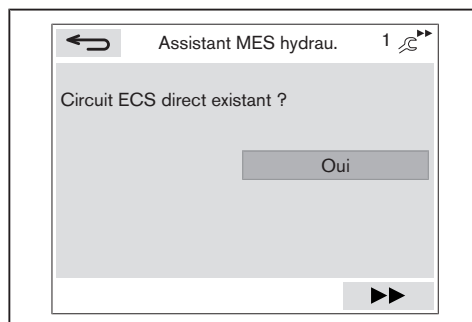 Assistant MES hydrau. 1
Circuit ECS direct existant ?
Oui